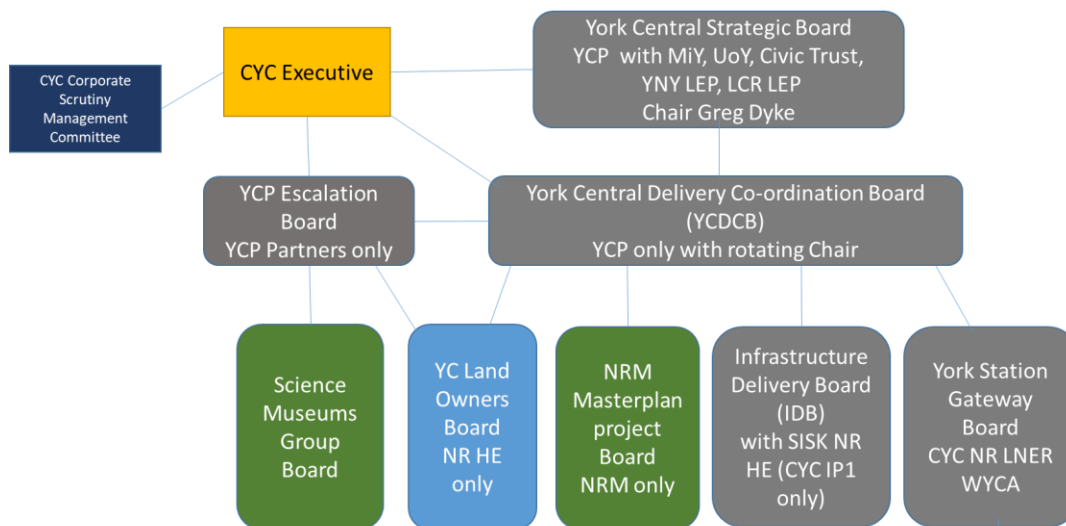 CYC Corporate
Scrutiny
Management
Committee
CYC Executive
York Central Strategic Board
YCP with MiY, UoY, Civic Trust,
YNY LEP, LCR LEP
Chair Greg Dyke
YCP Escalation
Board
YCP Partners only
York Central Delivery Co-ordination Board
(YCDCB)
YCP only with rotating Chair
Science
Museums
Group
Board
YC Land
Owners
Board
NR HE
only
NRM
Masterplan
project
Board
NRM only
Infrastructure
Delivery Board
(IDB)
with SISK NR
HE (CYC IP1
only)
York Station
Gateway
Board
CYC NR LNER
WYCA